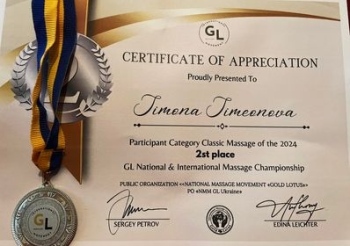 GL
CERTIFICATE OF APPRECIATION
Proudly Presented To
Timona Timeonova
Participant Category Classic Massage of the 2024
2st place
GL National & International Massage Championship
PUBLIC ORGANIZATION «NATIONAL MASSAGE MOVEMENT «GOLD LOTUS»
PO «NMM GL Ukraine»
SERGEY PETROV
EDINA LEICHTER
2
GL